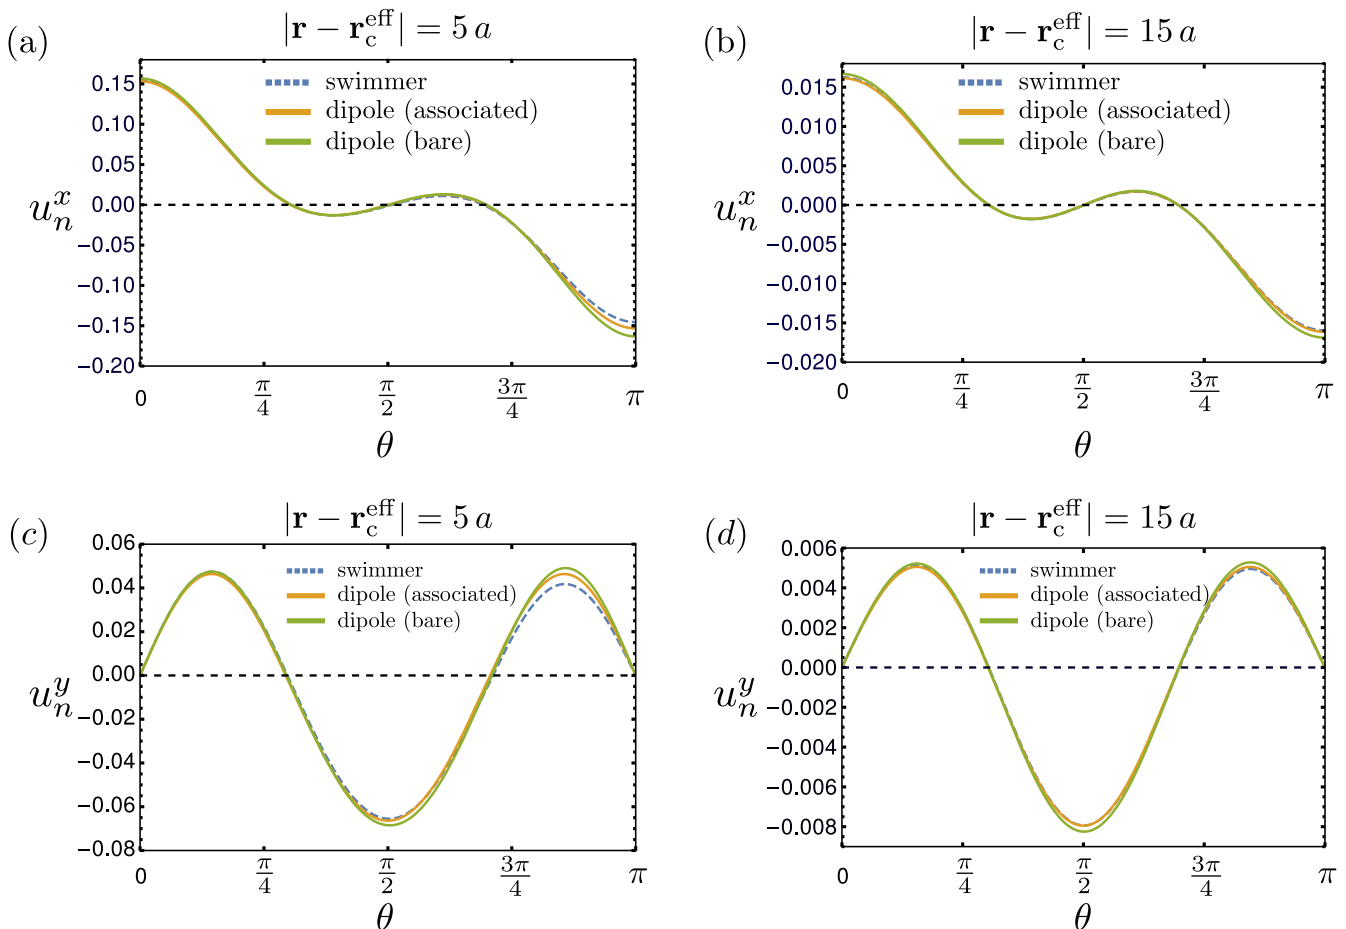 (a)
|r − r_c^eff| = 5 a
swimmer
dipole (associated)
dipole (bare)
0.15
0.10
0.05
0.00
−0.05
−0.10
−0.15
−0.20
u_n^x
0
π/4
π/2
3π/4
π
θ
(b)
|r − r_c^eff| = 15 a
swimmer
dipole (associated)
dipole (bare)
0.015
0.010
0.005
0.000
−0.005
−0.010
−0.015
−0.020
u_n^x
0
π/4
π/2
3π/4
π
θ
(c)
|r − r_c^eff| = 5 a
swimmer
dipole (associated)
dipole (bare)
0.06
0.04
0.02
0.00
−0.02
−0.04
−0.06
−0.08
u_n^y
0
π/4
π/2
3π/4
π
θ
(d)
|r − r_c^eff| = 15 a
swimmer
dipole (associated)
dipole (bare)
0.006
0.004
0.002
0.000
−0.002
−0.004
−0.006
−0.008
u_n^y
0
π/4
π/2
3π/4
π
θ